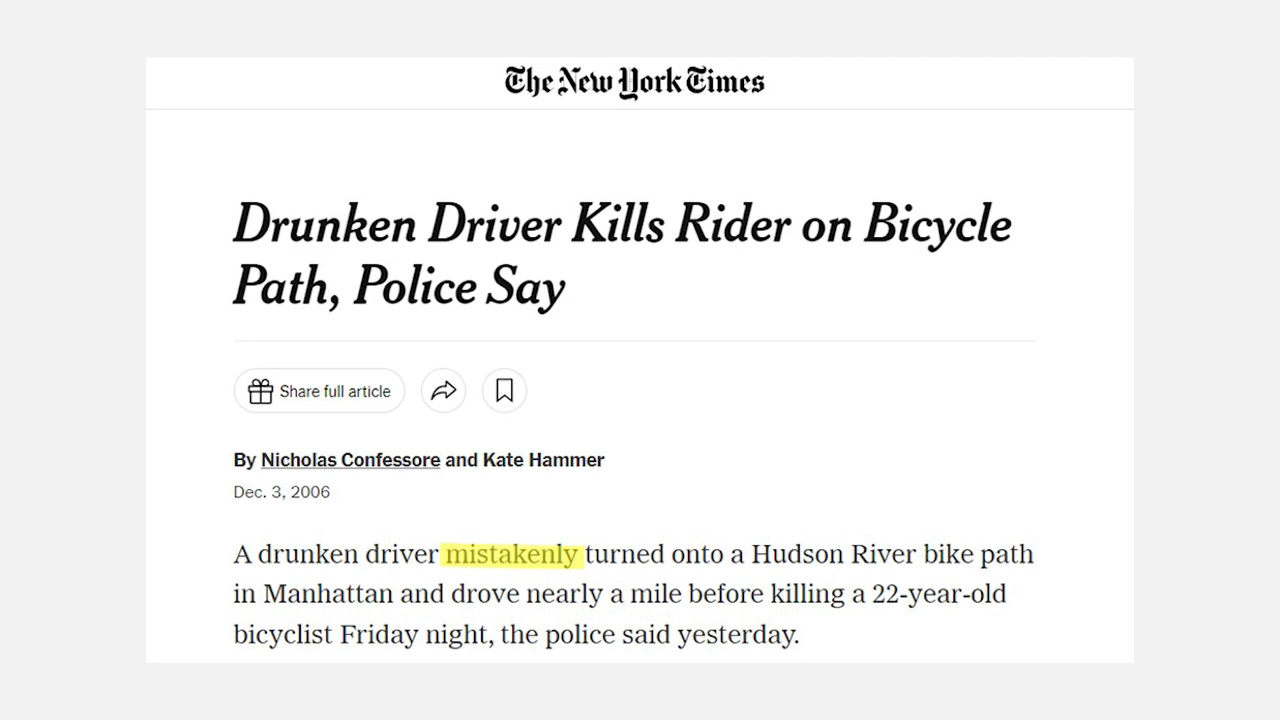 The New York Times
Drunken Driver Kills Rider on Bicycle
Path, Police Say
Share full article
By Nicholas Confessore and Kate Hammer
Dec. 3, 2006
A drunken driver mistakenly turned onto a Hudson River bike path
in Manhattan and drove nearly a mile before killing a 22-year-old
bicyclist Friday night, the police said yesterday.